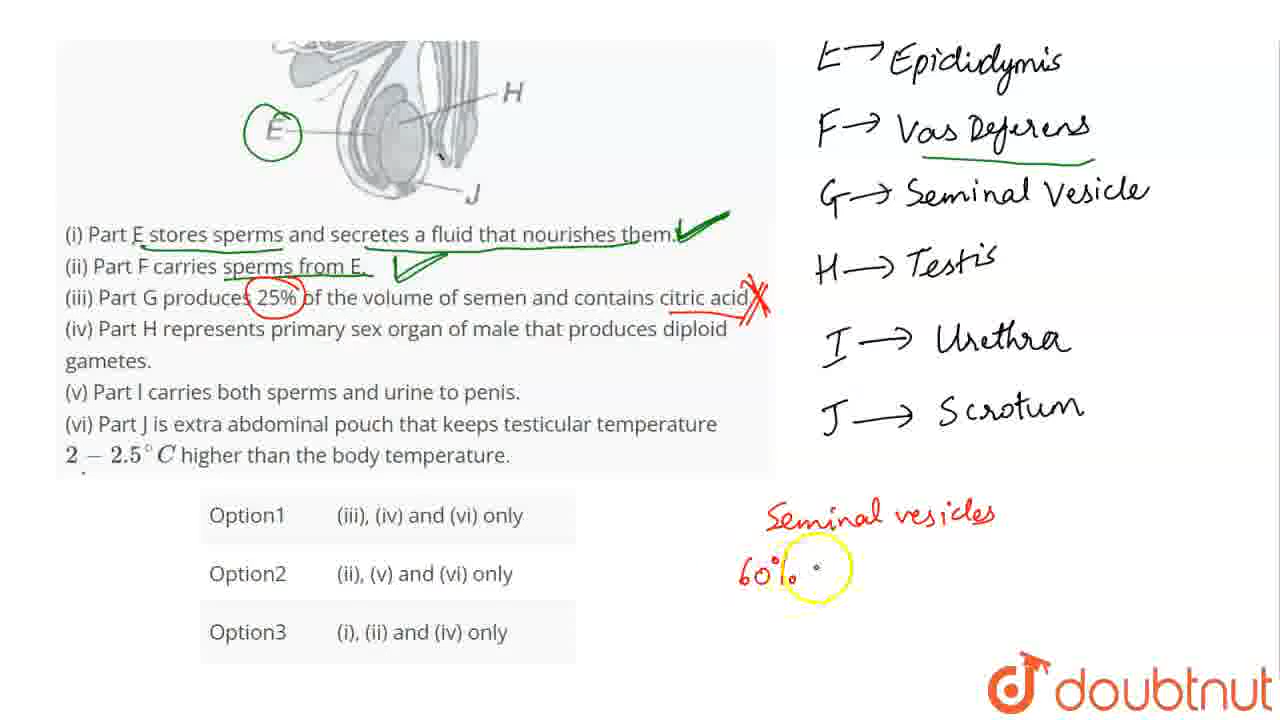 H
E
J
(i) Part E stores sperms and secretes a fluid that nourishes them.
(ii) Part F carries sperms from E.
(iii) Part G produces 25% of the volume of semen and contains citric acid
(iv) Part H represents primary sex organ of male that produces diploid
gametes.
(v) Part I carries both sperms and urine to penis.
(vi) Part J is extra abdominal pouch that keeps testicular temperature
2 – 2.5°C higher than the body temperature.
Option1 (iii), (iv) and (vi) only
Option2 (ii), (v) and (vi) only
Option3 (i), (ii) and (iv) only
E → Epididymis
F → Vas Deferens
G → Seminal Vesicle
H → Testis
I → Urethra
J → Scrotum
Seminal vesicles
60%
doubtnut